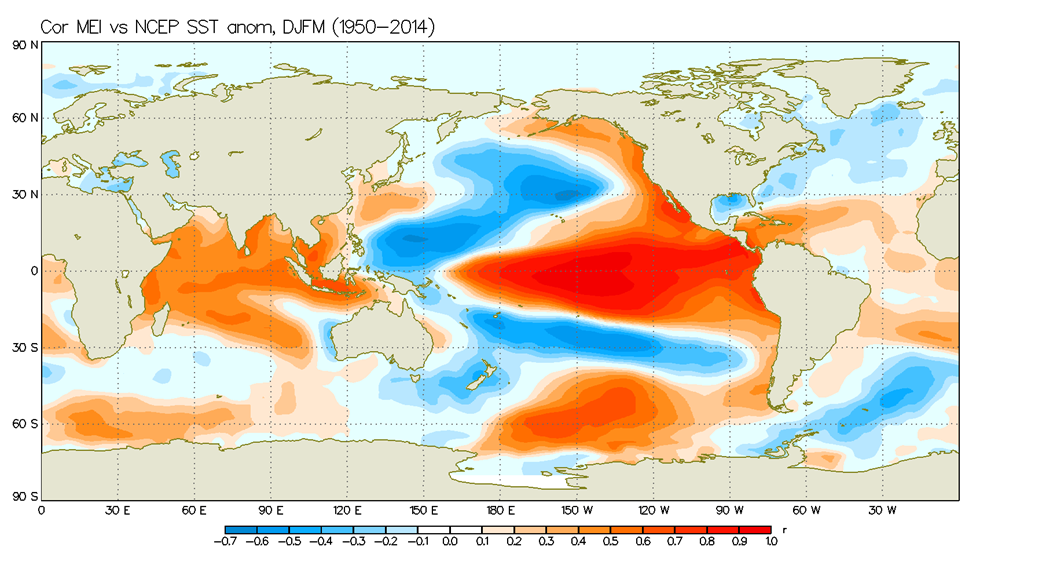 Cor MEI vs NCEP SST anom, DJFM (1950–2014)
90 N
60 N
30 N
0
30 S
60 S
90 S
0 30 E 60 E 90 E 120 E 150 E 180 E 150 W 120 W 90 W 60 W 30 W
r
−0.7 −0.6 −0.5 −0.4 −0.3 −0.2 −0.1 0.0 0.1 0.2 0.3 0.4 0.5 0.6 0.7 0.8 0.9 1.0